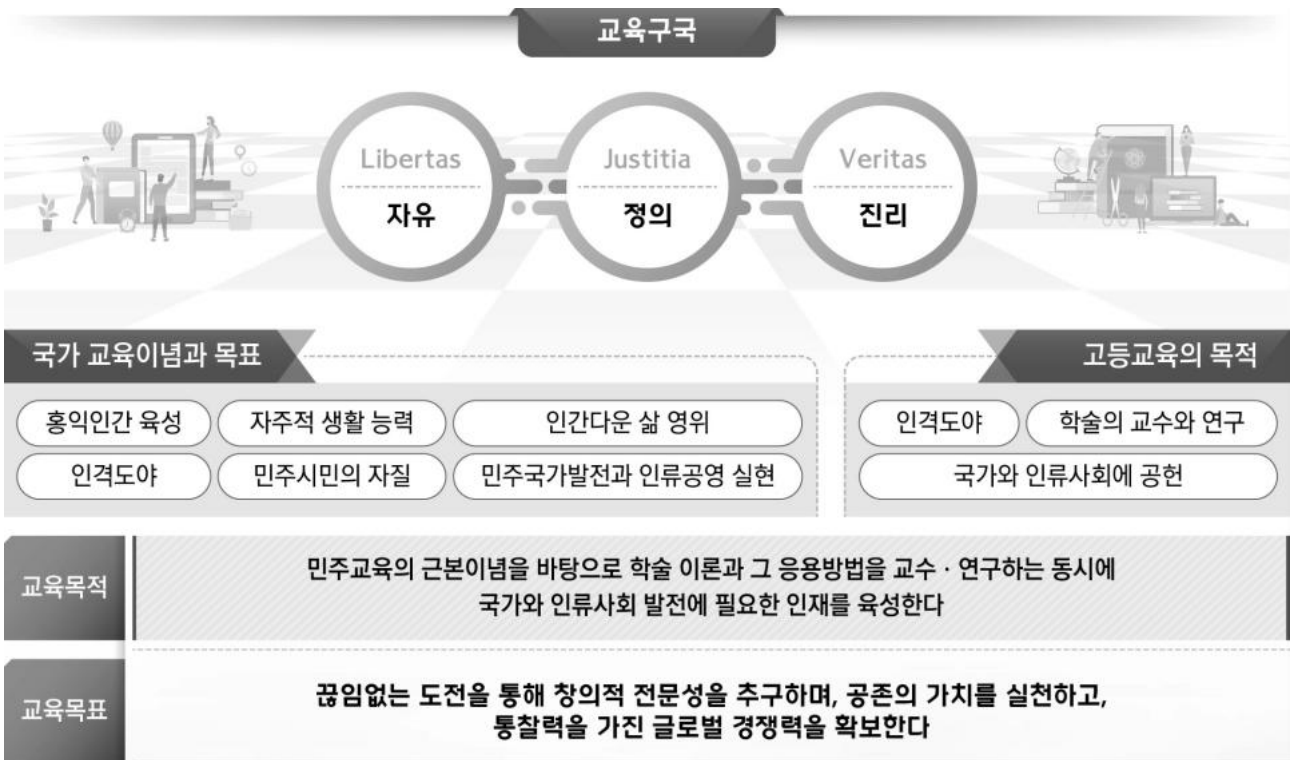 교육구국
Libertas
자유
Justitia
정의
Veritas
진리
국가 교육이념과 목표
홍익인간 육성
자주적 생활 능력
인간다운 삶 영위
인격도야
민주시민의 자질
민주국가발전과 인류공영 실현
고등교육의 목적
인격도야
학술의 교수와 연구
국가와 인류사회에 공헌
교육목적
민주교육의 근본이념을 바탕으로 학술 이론과 그 응용방법을 교수 · 연구하는 동시에
국가와 인류사회 발전에 필요한 인재를 육성한다
교육목표
끊임없는 도전을 통해 창의적 전문성을 추구하며, 공존의 가치를 실천하고,
통찰력을 가진 글로벌 경쟁력을 확보한다